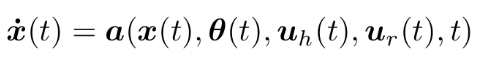 ẋ(t) = a(x(t), θ(t), u_h(t), u_r(t), t)